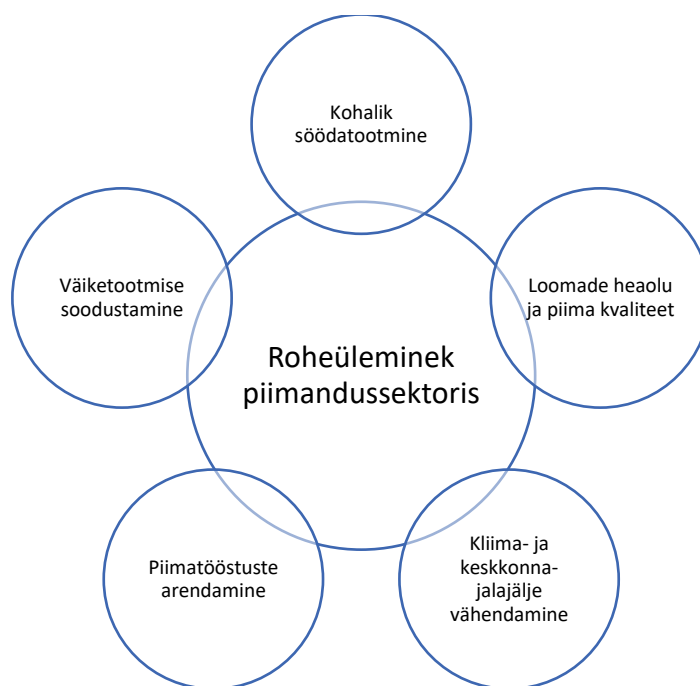 Kohalik
söödatootmine
Väiketootmise
soodustamine
Loomade heaolu
ja piima kvaliteet
Roheüleminek
piimandussektoris
Piimatööstuste
arendamine
Kliima- ja
keskkonna-
jalajälje
vähendamine